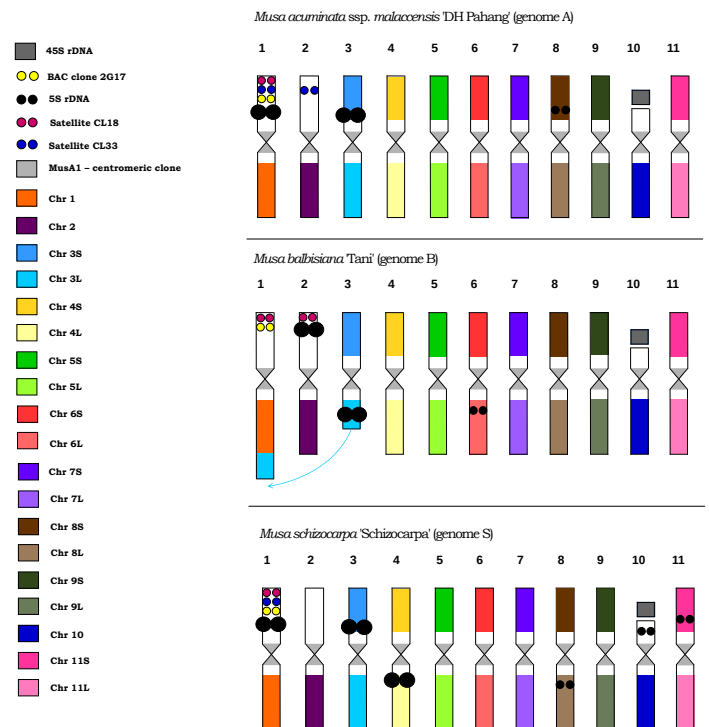 Musa acuminata ssp. malaccensis 'DH Pahang' (genome A)
1 2 3 4 5 6 7 8 9 10 11
45S rDNA
BAC clone 2G17
5S rDNA
Satellite CL18
Satellite CL33
MusA1 – centromeric clone
Chr 1
Chr 2
Chr 3S
Chr 3L
Chr 4S
Chr 4L
Chr 5S
Chr 5L
Chr 6S
Chr 6L
Chr 7S
Chr 7L
Chr 8S
Chr 8L
Chr 9S
Chr 9L
Chr 10
Chr 11S
Chr 11L
Musa balbisiana 'Tani' (genome B)
1 2 3 4 5 6 7 8 9 10 11
Musa schizocarpa 'Schizocarpa' (genome S)
1 2 3 4 5 6 7 8 9 10 11